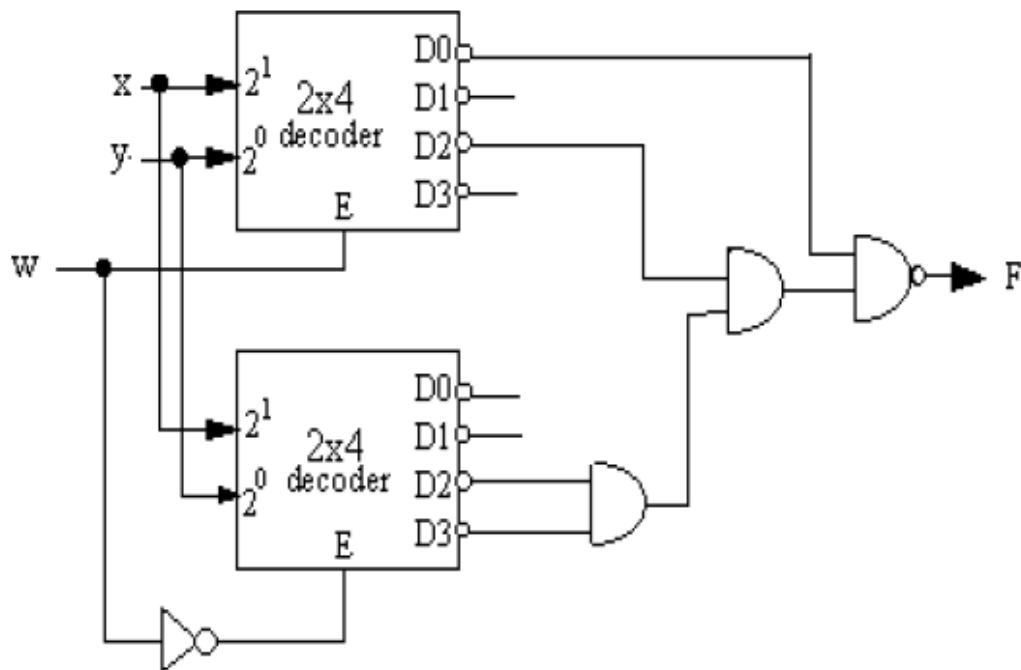 x
y
w
2^1
2^0
2x4
decoder
E
D0
D1
D2
D3
F
2^1
2^0
2x4
decoder
E
D0
D1
D2
D3